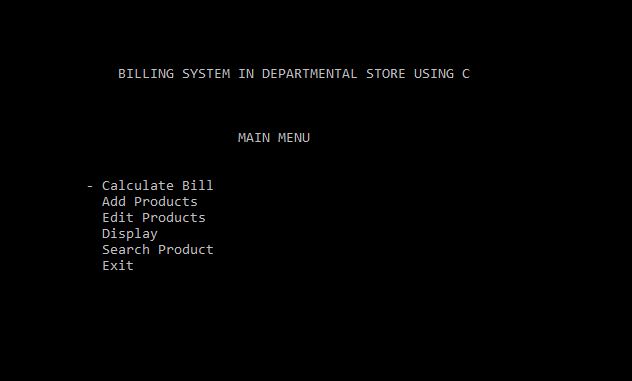 BILLING SYSTEM IN DEPARTMENTAL STORE USING C
MAIN MENU
- Calculate Bill
Add Products
Edit Products
Display
Search Product
Exit